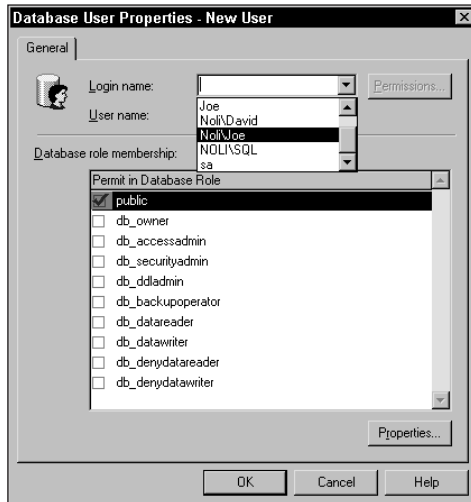 Database User Properties - New User
General
Login name:
Permissions...
Joe
Noli\David
User name:
Noli\Joe
NOLI\SQL
Database role membership:
sa
Permit in Database Role
public
db_owner
db_accessadmin
db_securityadmin
db_ddladmin
db_backupoperator
db_datareader
db_datawriter
db_denydatareader
db_denydatawriter
Properties...
OK
Cancel
Help